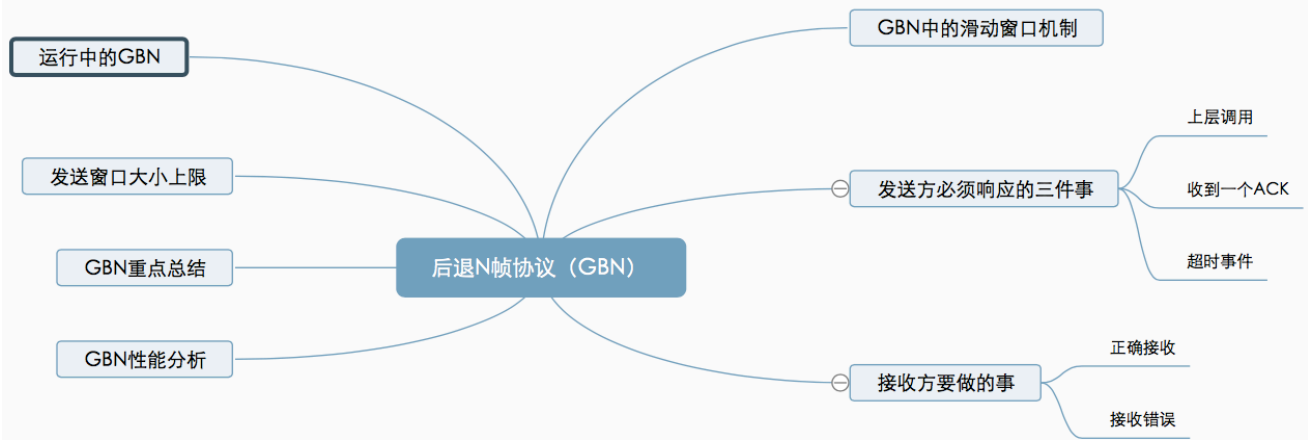 后退N帧协议（GBN）
GBN中的滑动窗口机制
发送方必须响应的三件事
上层调用
收到一个ACK
超时事件
接收方要做的事
正确接收
接收错误
运行中的GBN
发送窗口大小上限
GBN重点总结
GBN性能分析